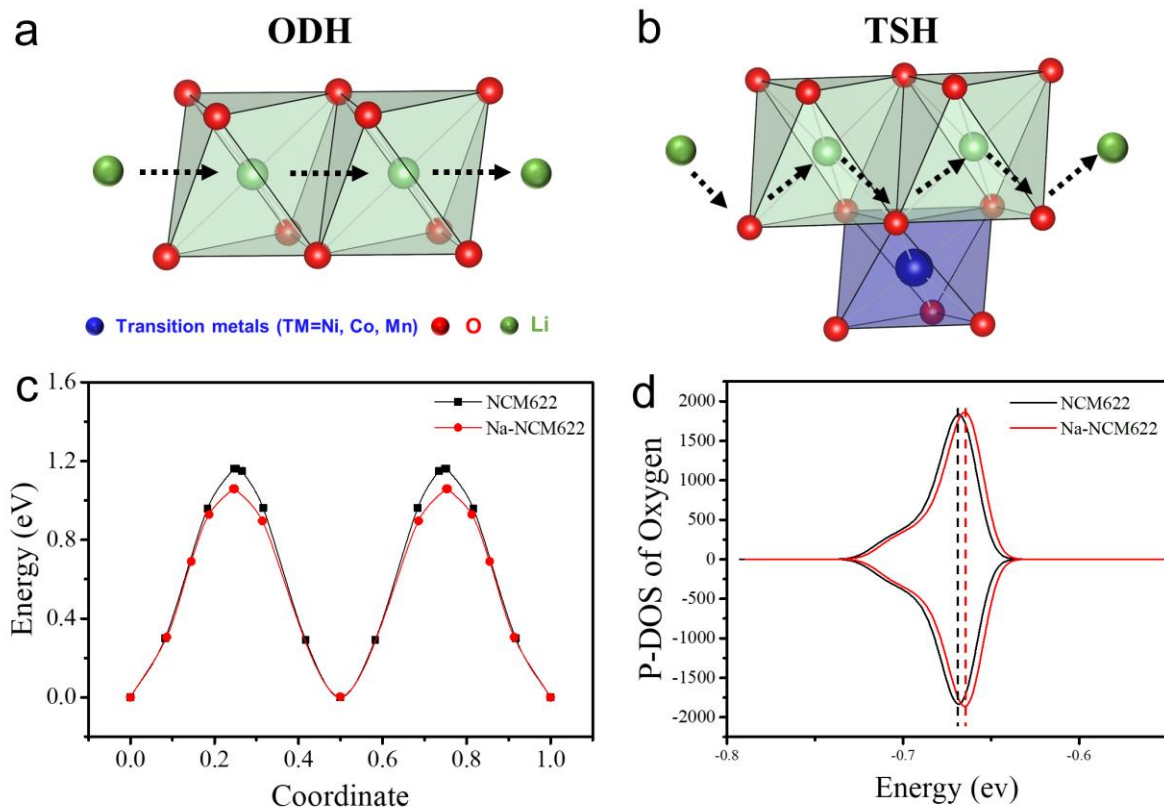 a
ODH
b
TSH
Transition metals (TM=Ni, Co, Mn) O Li
c
1.6
1.2
0.8
0.4
0.0
Energy (eV)
NCM622
Na-NCM622
0.0 0.2 0.4 0.6 0.8 1.0
Coordinate
d
2000
1500
1000
500
0
-500
-1000
-1500
-2000
P-DOS of Oxygen
NCM622
Na-NCM622
-0.8 -0.7 -0.6
Energy (ev)